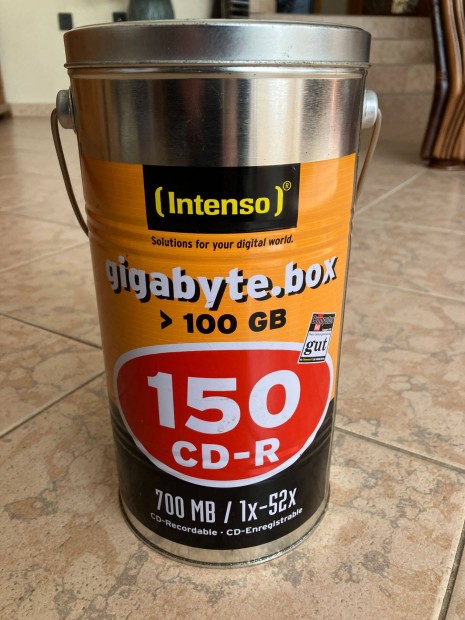 (Intenso)®
Solutions for your digital world.
gigabyte.box
> 100 GB
gut
150
CD-R
700 MB / 1x-52x
CD-Recordable · CD-Enregistrable